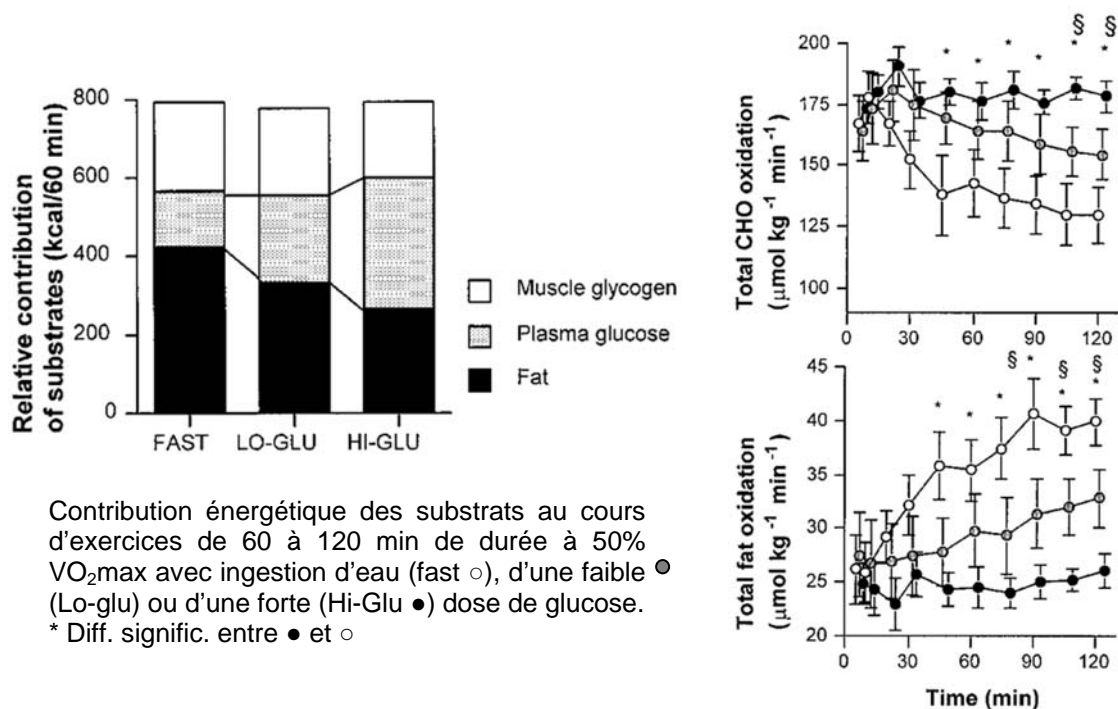 Relative contribution
of substrates (kcal/60 min)
800
600
400
200
0
FAST
LO-GLU
HI-GLU
Muscle glycogen
Plasma glucose
Fat
Contribution énergétique des substrats au cours
d'exercices de 60 à 120 min de durée à 50%
VO₂max avec ingestion d'eau (fast ○), d'une faible
(Lo-glu) ou d'une forte (Hi-Glu ●) dose de glucose.
* Diff. signific. entre ● et ○
Total CHO oxidation
(μmol kg⁻¹ min⁻¹)
200
175
150
125
100
* * * * * § * §
0 30 60 90 120
Total fat oxidation
(μmol kg⁻¹ min⁻¹)
45
40
35
30
25
20
* * * § * § * § *
0 30 60 90 120
Time (min)